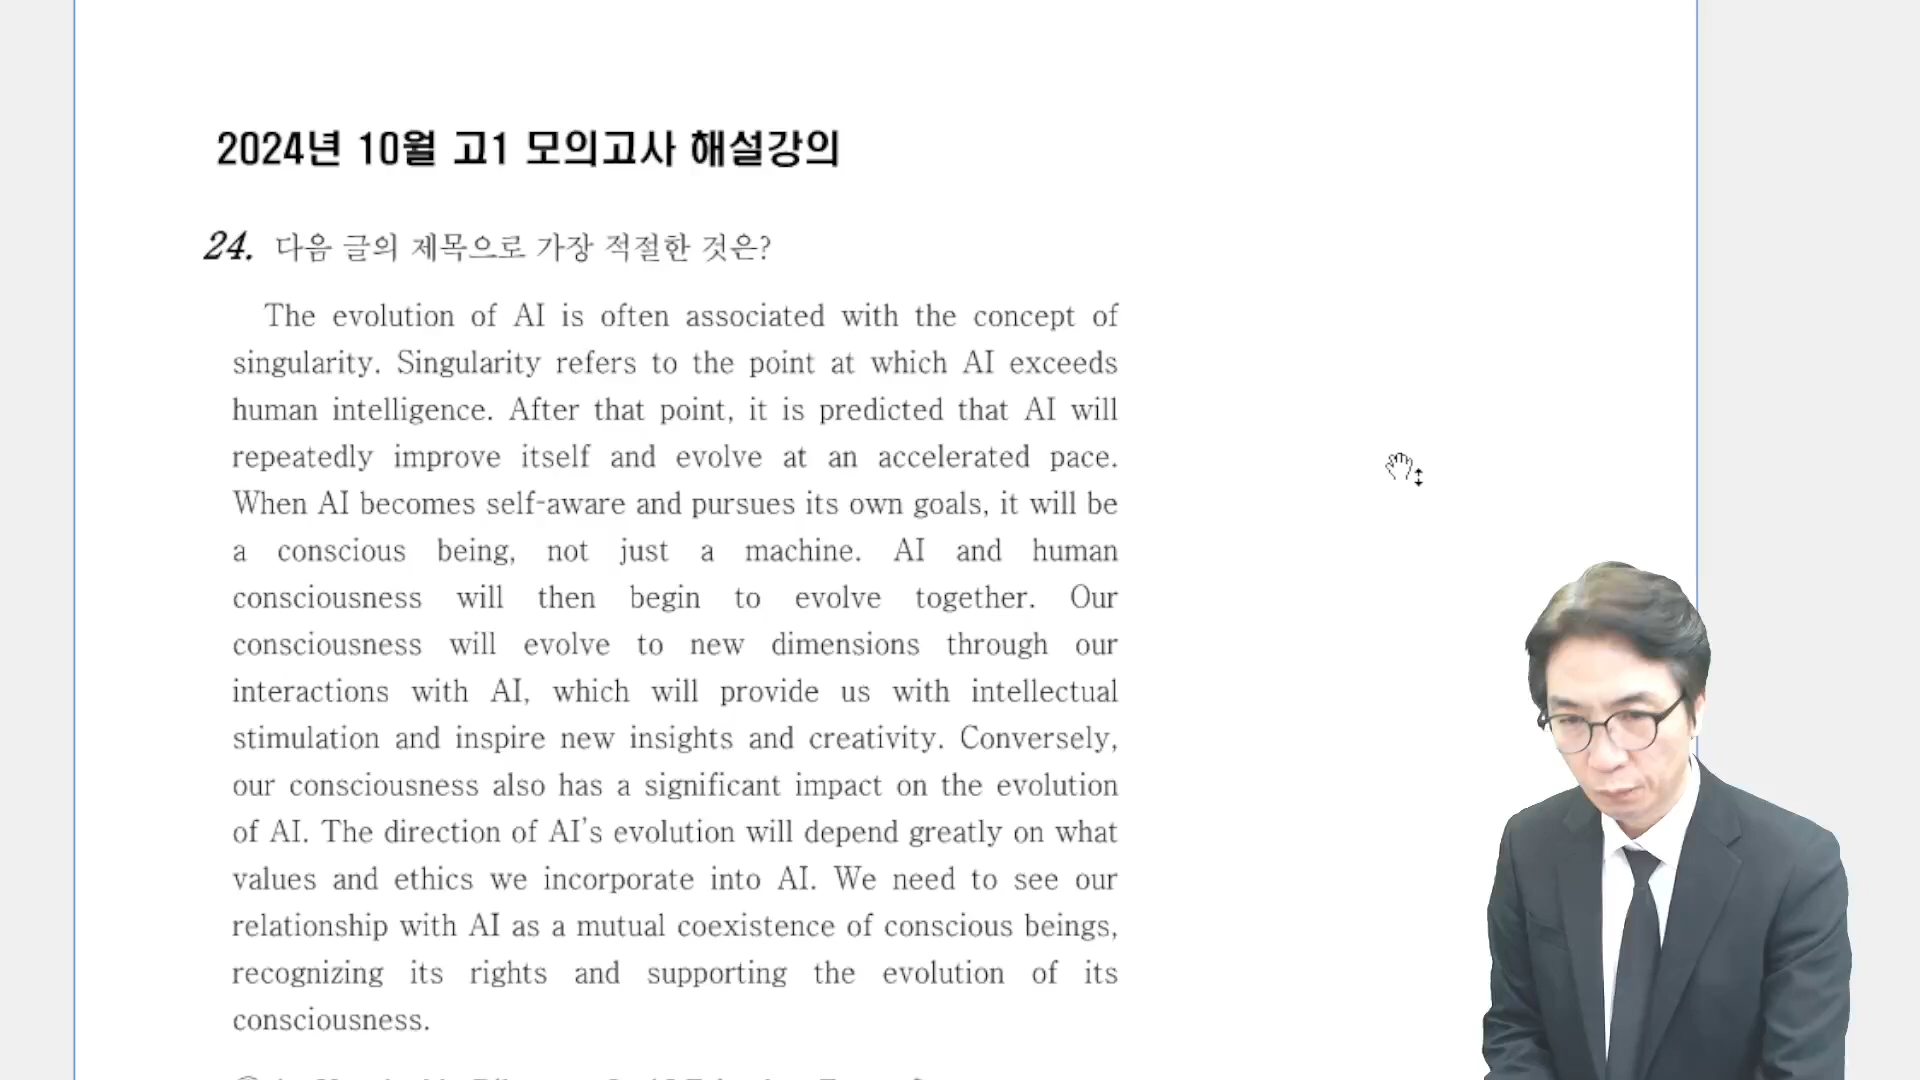 2024년 10월 고1 모의고사 해설강의
24. 다음 글의 제목으로 가장 적절한 것은?
The evolution of AI is often associated with the concept of
singularity. Singularity refers to the point at which AI exceeds
human intelligence. After that point, it is predicted that AI will
repeatedly improve itself and evolve at an accelerated pace.
When AI becomes self-aware and pursues its own goals, it will be
a conscious being, not just a machine. AI and human
consciousness will then begin to evolve together. Our
consciousness will evolve to new dimensions through our
interactions with AI, which will provide us with intellectual
stimulation and inspire new insights and creativity. Conversely,
our consciousness also has a significant impact on the evolution
of AI. The direction of AI's evolution will depend greatly on what
values and ethics we incorporate into AI. We need to see our
relationship with AI as a mutual coexistence of conscious beings,
recognizing its rights and supporting the evolution of its
consciousness.